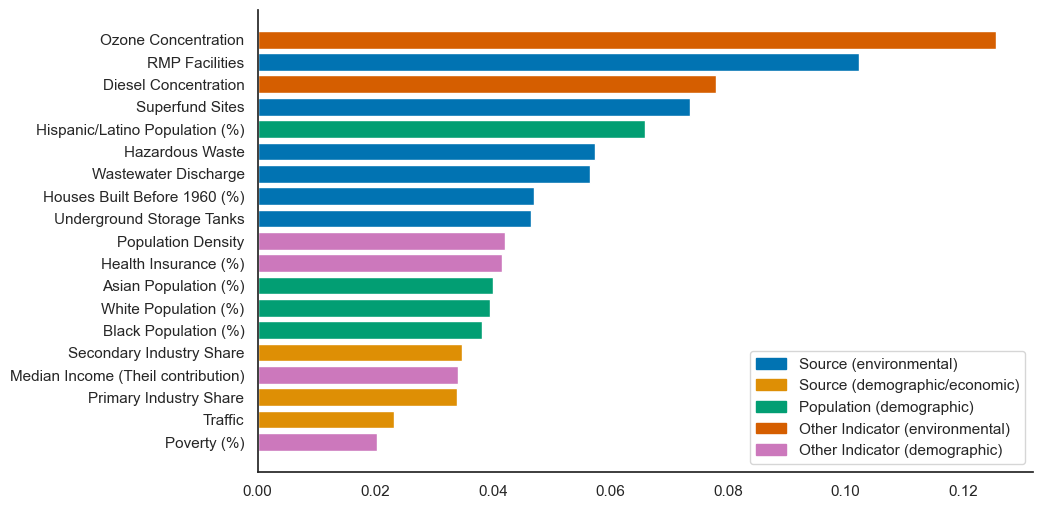 Ozone Concentration
RMP Facilities
Diesel Concentration
Superfund Sites
Hispanic/Latino Population (%)
Hazardous Waste
Wastewater Discharge
Houses Built Before 1960 (%)
Underground Storage Tanks
Population Density
Health Insurance (%)
Asian Population (%)
White Population (%)
Black Population (%)
Secondary Industry Share
Median Income (Theil contribution)
Primary Industry Share
Traffic
Poverty (%)
Source (environmental)
Source (demographic/economic)
Population (demographic)
Other Indicator (environmental)
Other Indicator (demographic)
0.00 0.02 0.04 0.06 0.08 0.10 0.12